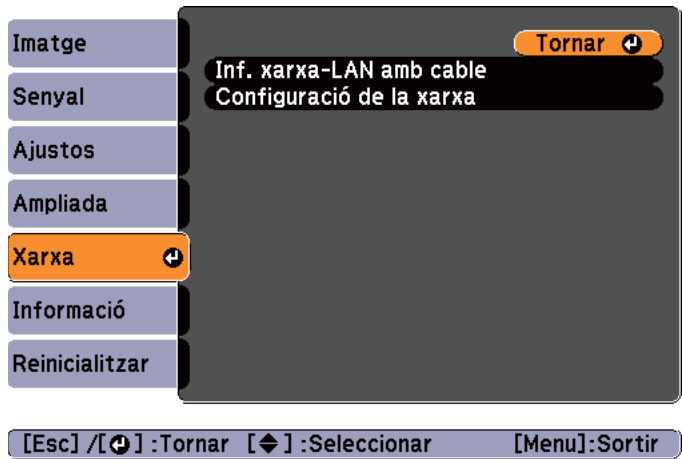 Imatge
Senyal
Ajustos
Ampliada
Xarxa
Informació
Reinicialitzar
Tornar
Inf. xarxa-LAN amb cable
Configuració de la xarxa
[Esc] /[ ] :Tornar [ ] :Seleccionar [Menu]:Sortir